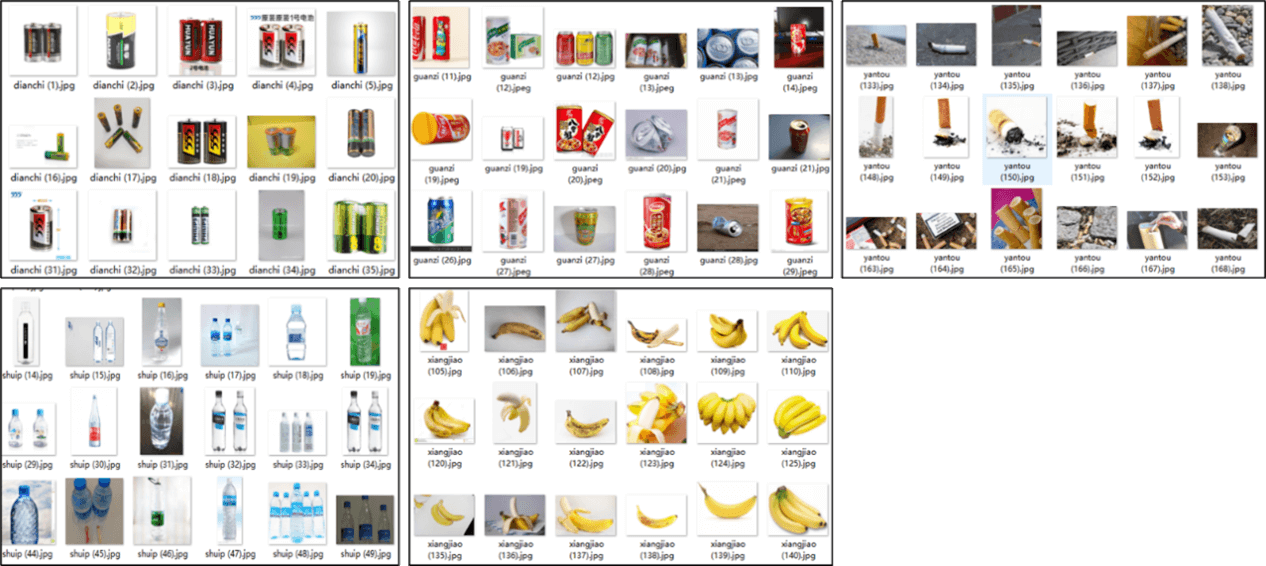 dianchi (1).jpg
dianchi (2).jpg
dianchi (3).jpg
dianchi (4).jpg
dianchi (5).jpg
dianchi (16).jpg
dianchi (17).jpg
dianchi (18).jpg
dianchi (19).jpg
dianchi (20).jpg
dianchi (31).jpg
dianchi (32).jpg
dianchi (33).jpg
dianchi (34).jpg
dianchi (35).jpg
guanzi (11).jpg
guanzi
(12).jpeg
guanzi (12).jpg
guanzi
(13).jpeg
guanzi (13).jpg
guanzi
(14).jpg
guanzi
(19).jpeg
guanzi (19).jpg
guanzi
(20).jpeg
guanzi (20).jpg
guanzi
(21).jpeg
guanzi (21).jpg
guanzi (26).jpg
guanzi
(27).jpeg
guanzi (27).jpg
guanzi
(28).jpeg
guanzi (28).jpg
guanzi
(29).jpeg
yantou
(133).jpg
yantou
(134).jpg
yantou
(135).jpg
yantou
(136).jpg
yantou
(137).jpg
yantou
(138).jpg
yantou
(148).jpg
yantou
(149).jpg
yantou
(150).jpg
yantou
(151).jpg
yantou
(152).jpg
yantou
(153).jpg
yantou
(163).jpg
yantou
(164).jpg
yantou
(165).jpg
yantou
(166).jpg
yantou
(167).jpg
yantou
(168).jpg
shuip (14).jpg
shuip (15).jpg
shuip (16).jpg
shuip (17).jpg
shuip (18).jpg
shuip (19).jpg
shuip (29).jpg
shuip (30).jpg
shuip (31).jpg
shuip (32).jpg
shuip (33).jpg
shuip (34).jpg
shuip (44).jpg
shuip (45).jpg
shuip (46).jpg
shuip (47).jpg
shuip (48).jpg
shuip (49).jpg
xiangjiao
(105).jpg
xiangjiao
(106).jpg
xiangjiao
(107).jpg
xiangjiao
(108).jpg
xiangjiao
(109).jpg
xiangjiao
(110).jpg
xiangjiao
(120).jpg
xiangjiao
(121).jpg
xiangjiao
(122).jpg
xiangjiao
(123).jpg
xiangjiao
(124).jpg
xiangjiao
(125).jpg
xiangjiao
(135).jpg
xiangjiao
(136).jpg
xiangjiao
(137).jpg
xiangjiao
(138).jpg
xiangjiao
(139).jpg
xiangjiao
(140).jpg